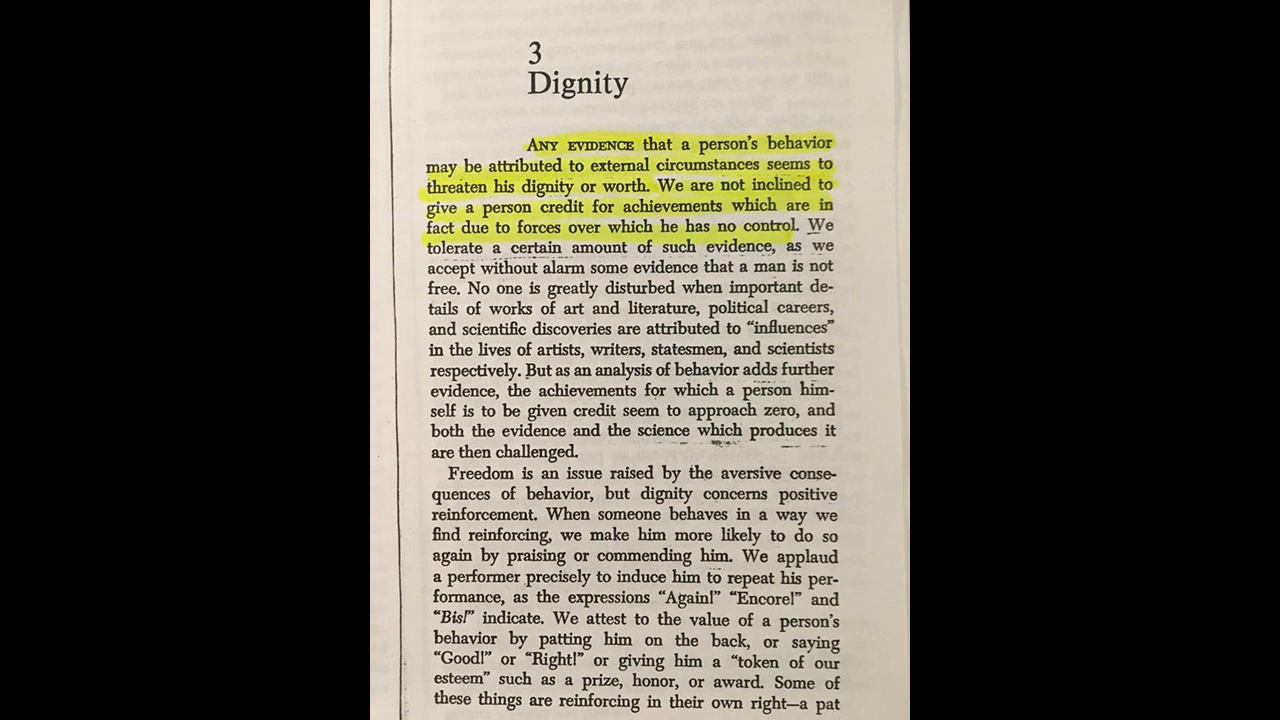 3
Dignity
ANY EVIDENCE that a person's behavior
may be attributed to external circumstances seems to
threaten his dignity or worth. We are not inclined to
give a person credit for achievements which are in
fact due to forces over which he has no control. We
tolerate a certain amount of such evidence, as we
accept without alarm some evidence that a man is not
free. No one is greatly disturbed when important de-
tails of works of art and literature, political careers,
and scientific discoveries are attributed to “influences”
in the lives of artists, writers, statesmen, and scientists
respectively. But as an analysis of behavior adds further
evidence, the achievements for which a person him-
self is to be given credit seem to approach zero, and
both the evidence and the science which produces it
are then challenged.
Freedom is an issue raised by the aversive conse-
quences of behavior, but dignity concerns positive
reinforcement. When someone behaves in a way we
find reinforcing, we make him more likely to do so
again by praising or commending him. We applaud
a performer precisely to induce him to repeat his per-
formance, as the expressions “Again!” “Encore!” and
“Bis!” indicate. We attest to the value of a person's
behavior by patting him on the back, or saying
“Good!” or “Right!” or giving him a “token of our
esteem” such as a prize, honor, or award. Some of
these things are reinforcing in their own right—a pat